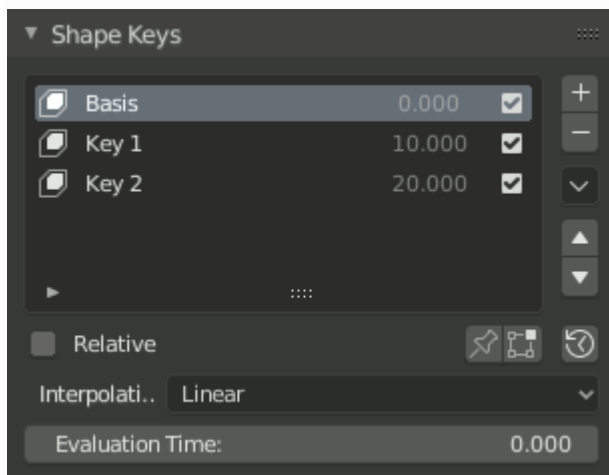 Shape Keys
Basis 0.000
Key 1 10.000
Key 2 20.000
Relative
Interpolati.. Linear
Evaluation Time: 0.000